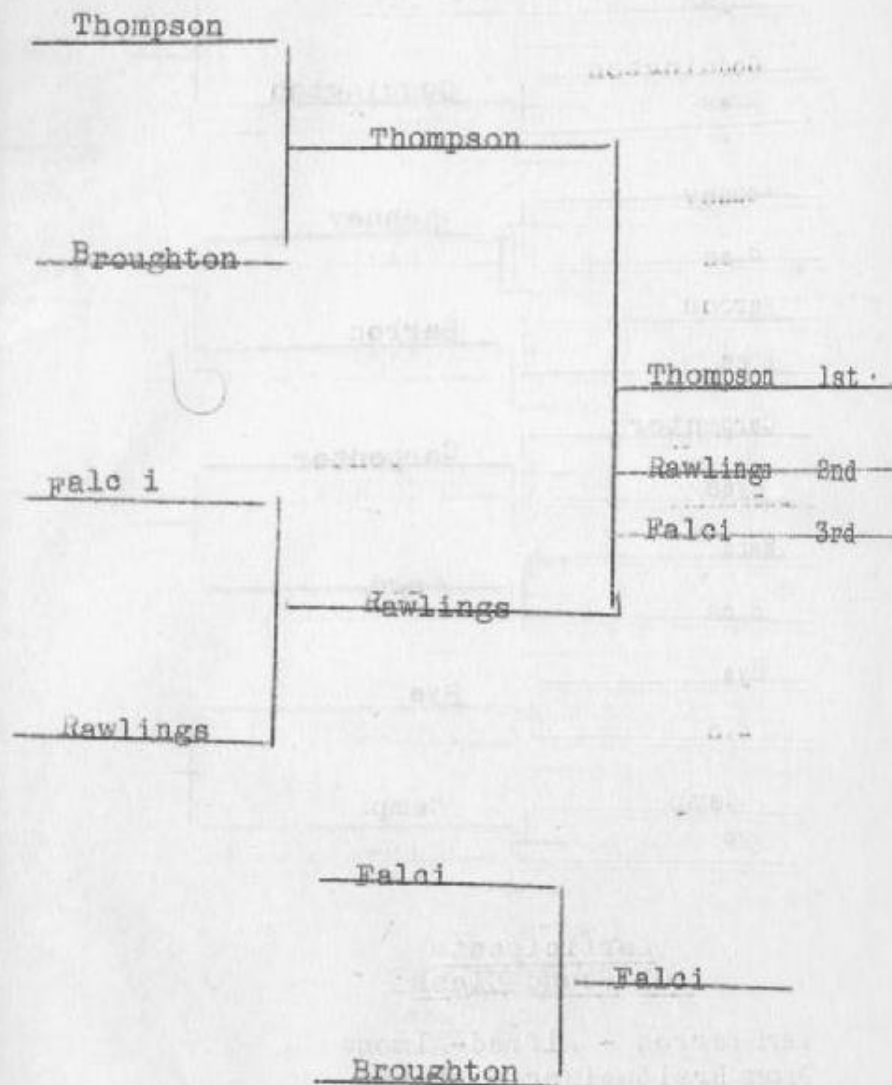 Thompson
Thompson
Broughton
Thompson 1st
Rawlings 2nd
Falci 3rd
Falc i
Rawlings
Rawlings
Falci
Falci
Broughton